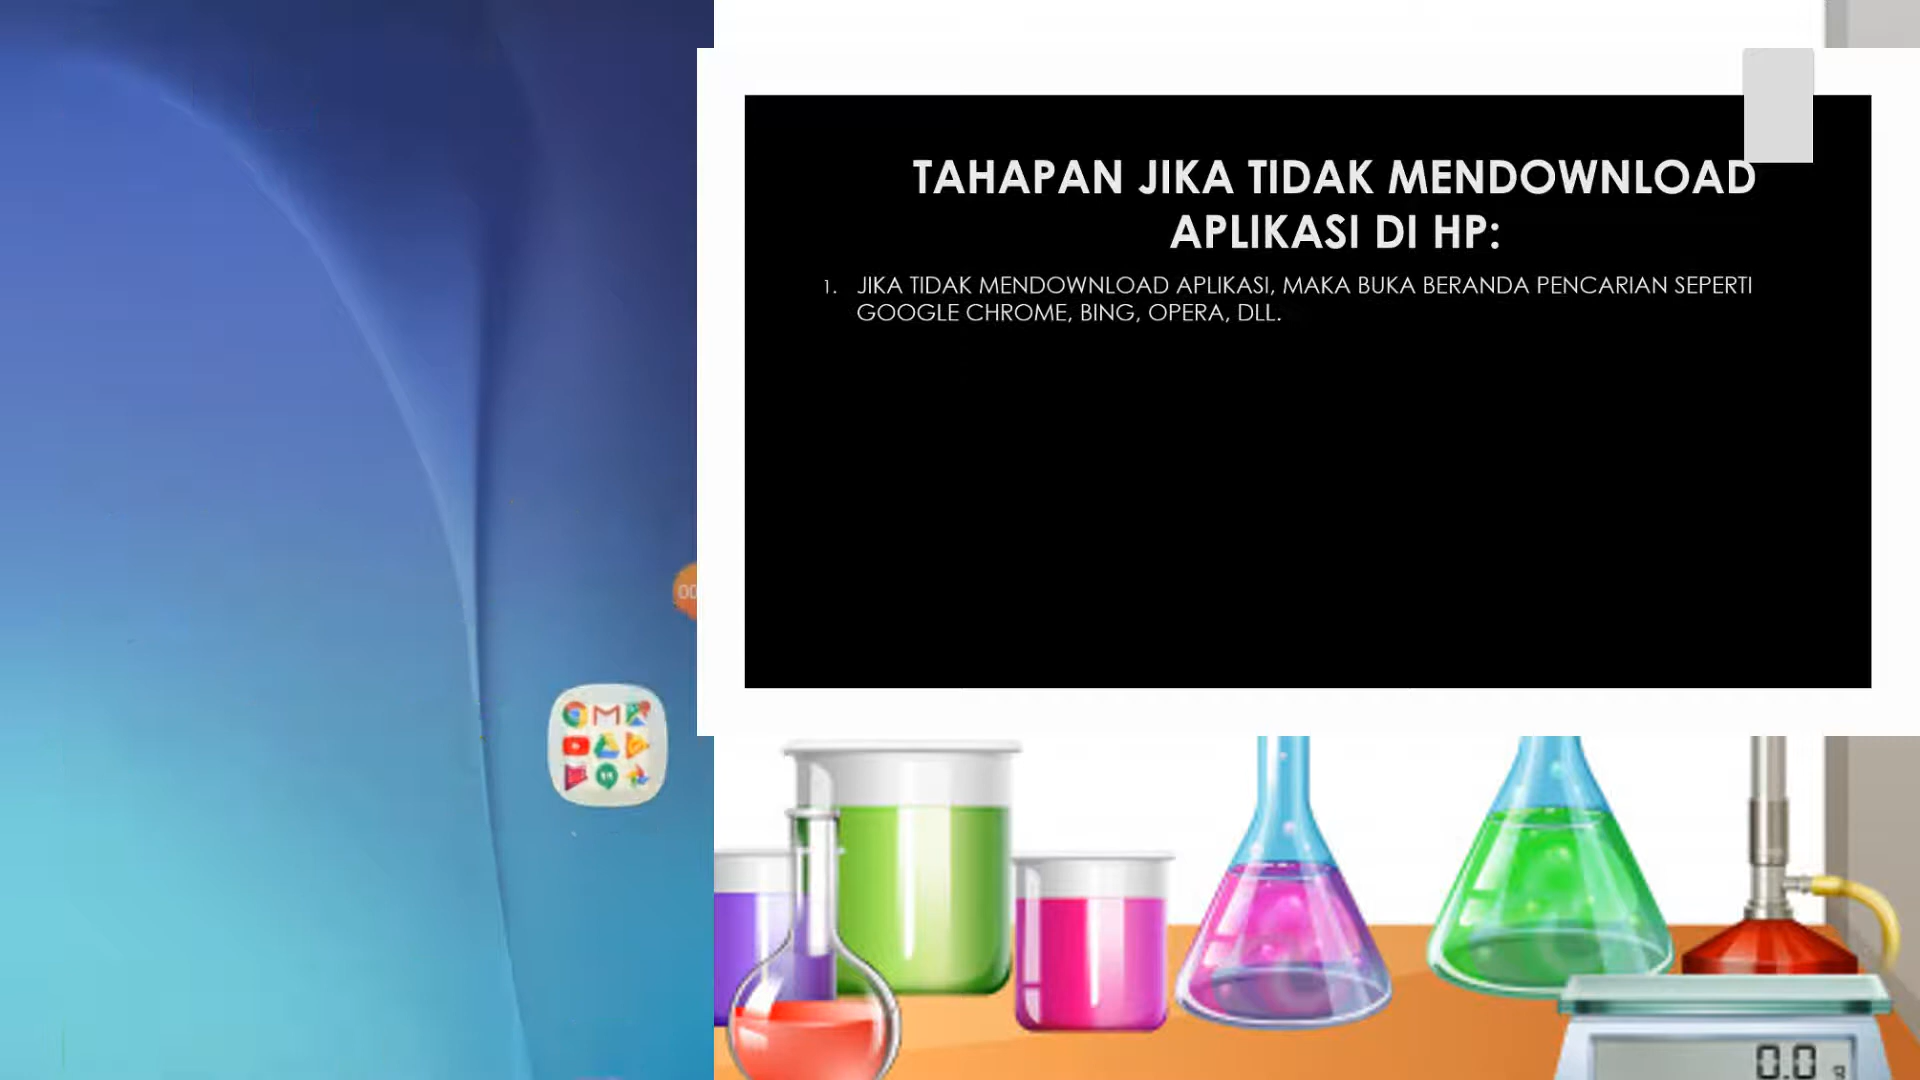 TAHAPAN JIKA TIDAK MENDOWNLOAD
APLIKASI DI HP:
1. JIKA TIDAK MENDOWNLOAD APLIKASI, MAKA BUKA BERANDA PENCARIAN SEPERTI
GOOGLE CHROME, BING, OPERA, DLL.
00
0.0 g